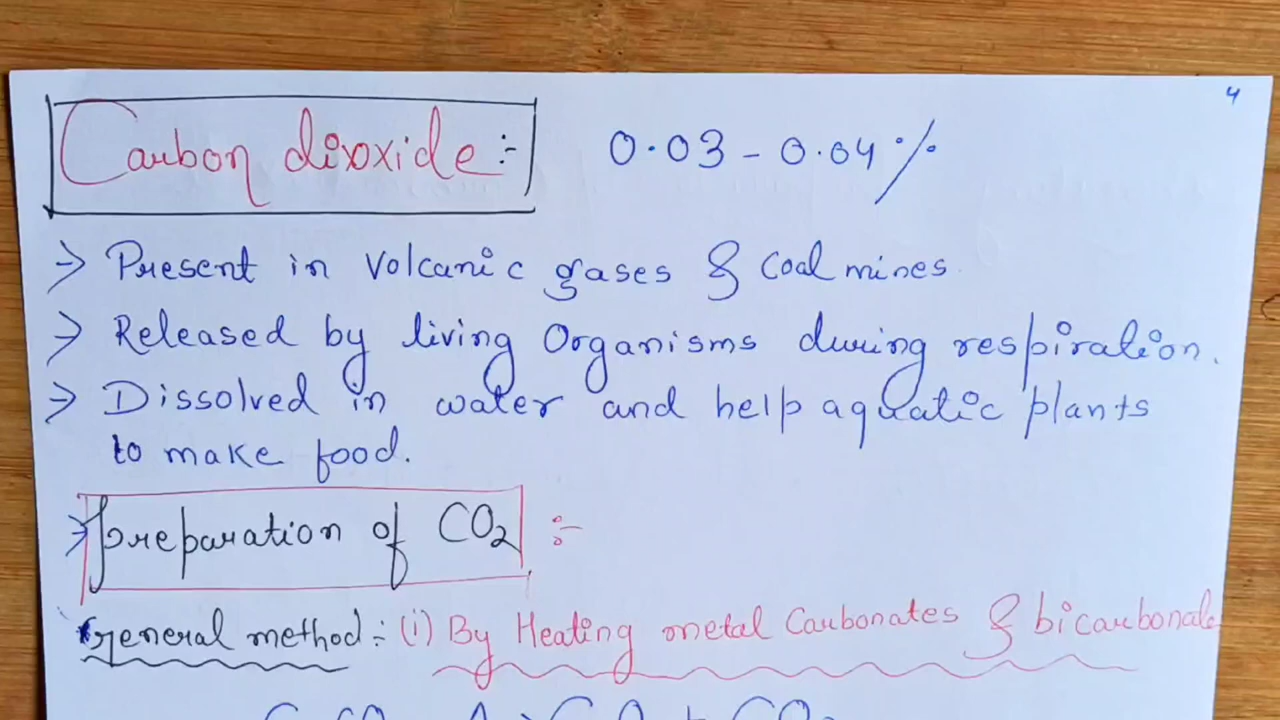 4
Carbon dioxide :- 0.03 - 0.04 %
→ Present in volcanic gases & Coal mines.
→ Released by living Organisms during respiration.
→ Dissolved in water and help aquatic plants
to make food.
→ preparation of CO₂ :-
General method :- (i) By Heating metal Carbonates & bicarbonate